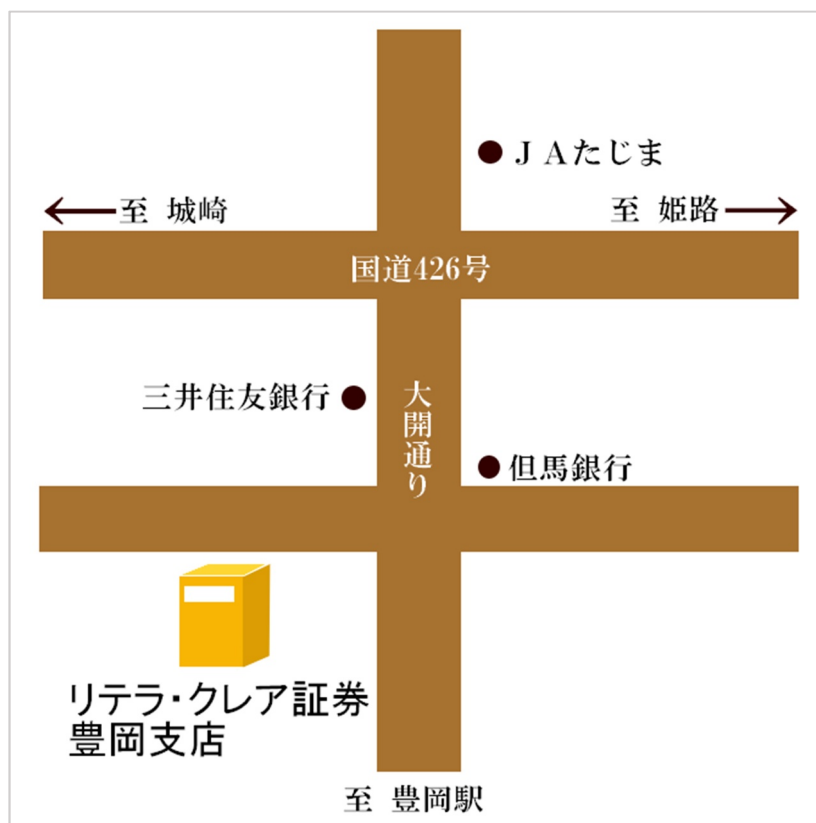 ＪＡたじま
至 城崎
至 姫路
国道426号
三井住友銀行
大開通り
但馬銀行
リテラ・クレア証券
豊岡支店
至 豊岡駅